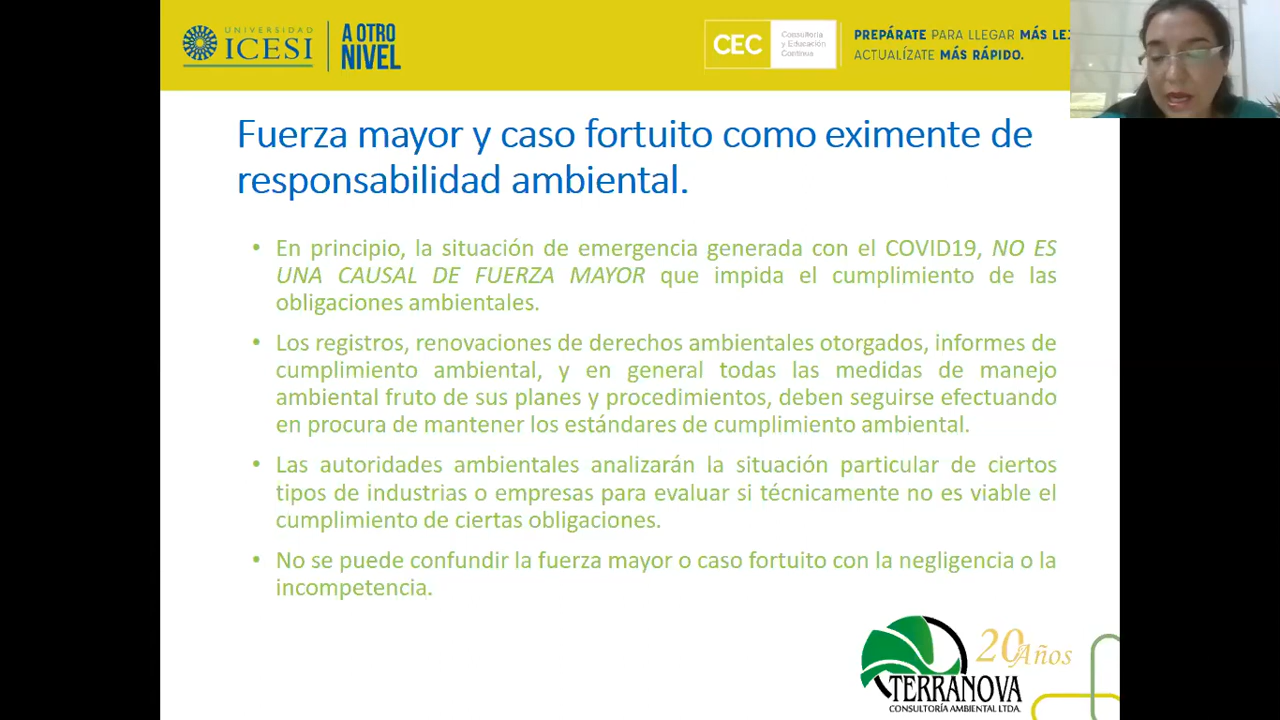 UNIVERSIDAD
ICESI
A OTRO
NIVEL
CEC
Consultoría
y Educación
Continua
PREPÁRATE PARA LLEGAR MÁS
ACTUALÍZATE MÁS RÁPIDO.
Fuerza mayor y caso fortuito como eximente de
responsabilidad ambiental.
• En principio, la situación de emergencia generada con el COVID19, NO ES
UNA CAUSAL DE FUERZA MAYOR que impida el cumplimiento de las
obligaciones ambientales.
• Los registros, renovaciones de derechos ambientales otorgados, informes de
cumplimiento ambiental, y en general todas las medidas de manejo
ambiental fruto de sus planes y procedimientos, deben seguirse efectuando
en procura de mantener los estándares de cumplimiento ambiental.
• Las autoridades ambientales analizarán la situación particular de ciertos
tipos de industrias o empresas para evaluar si técnicamente no es viable el
cumplimiento de ciertas obligaciones.
• No se puede confundir la fuerza mayor o caso fortuito con la negligencia o la
incompetencia.
20 Años
TERRANOVA
CONSULTORÍA AMBIENTAL LTDA.